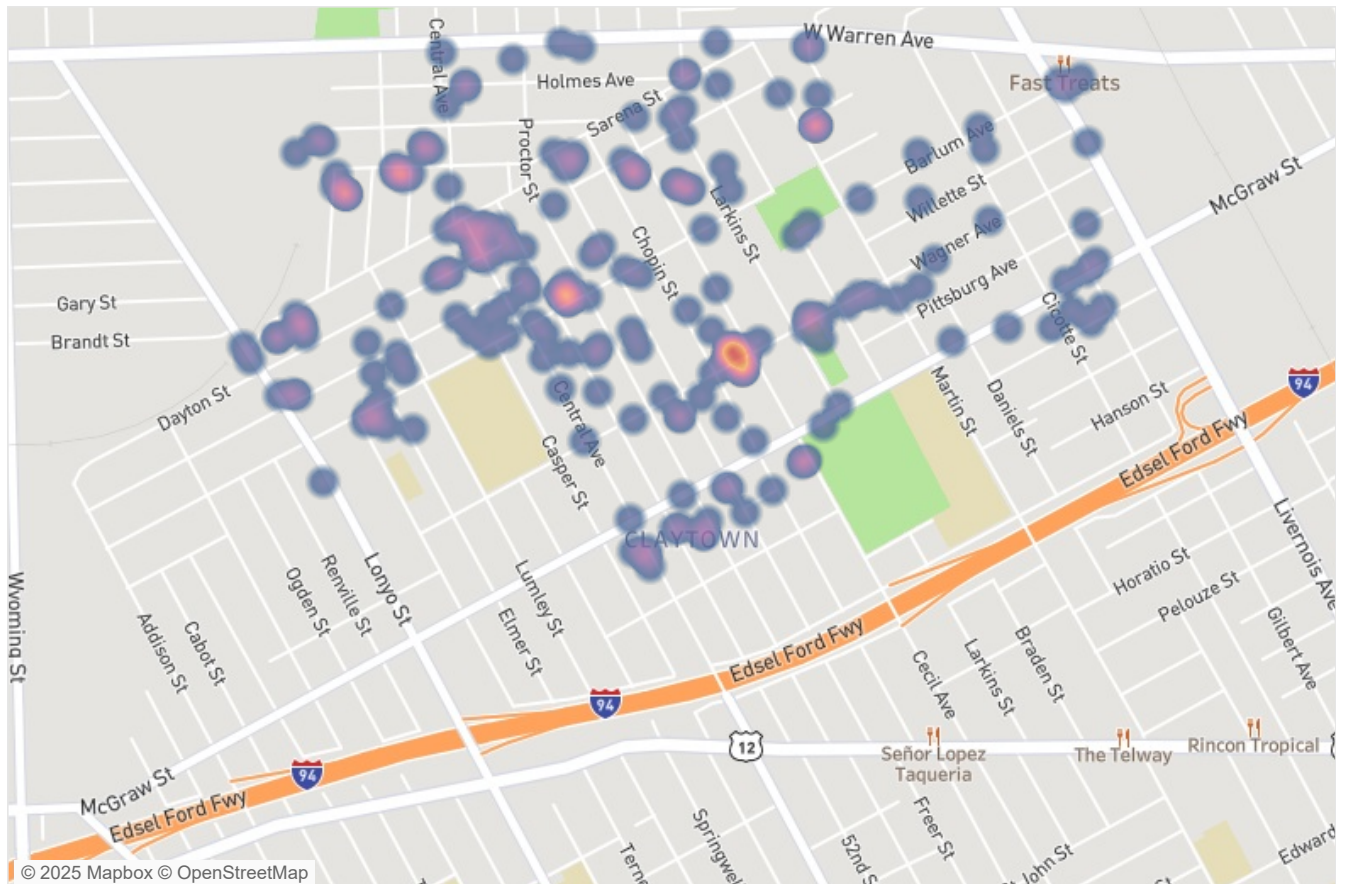 W Warren Ave
Central Ave
Holmes Ave
Fast Treats
Sarena St
Proctor St
Barlum Ave
McGraw St
Willette St
Larkins St
Wagner Ave
Chopin St
Pittsburg Ave
Gary St
Brandt St
Cicotte St
94
Dayton St
Martin St
Daniels St
Hanson St
Central Ave
Casper St
Edsel Ford Fwy
CLAYTOWN
Livernois Ave
Wyoming St
Lonyo St
Renville St
Ogden St
Lumley St
Elmer St
Horatio St
Pelouze St
Addison St
Cabot St
Gilbert Ave
Edsel Ford Fwy
Braden St
Larkins St
Cecil Ave
94
12
Señor Lopez
Taqueria
The Telway
Rincon Tropical
94
McGraw St
Edsel Ford Fwy
Springwel
Freer St
52nd S
Terne
St John St
Edward
© 2025 Mapbox © OpenStreetMap